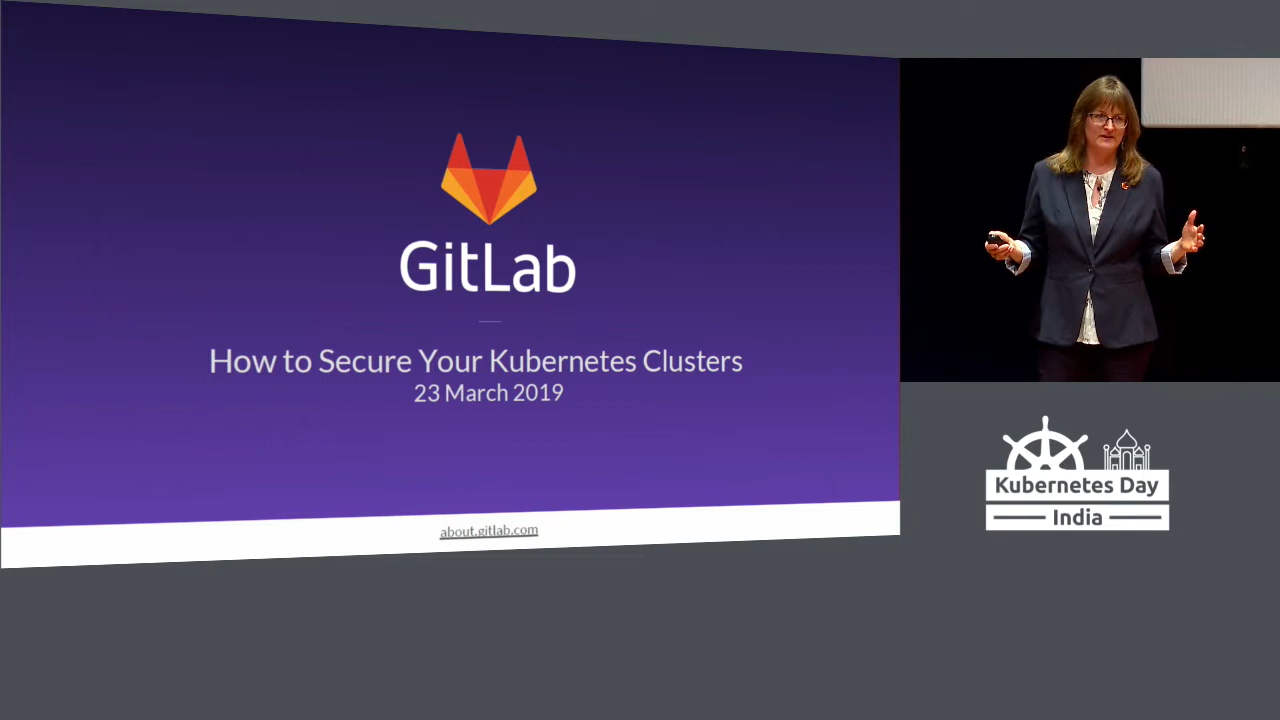 GitLab
How to Secure Your Kubernetes Clusters
23 March 2019
about.gitlab.com
Kubernetes Day
India